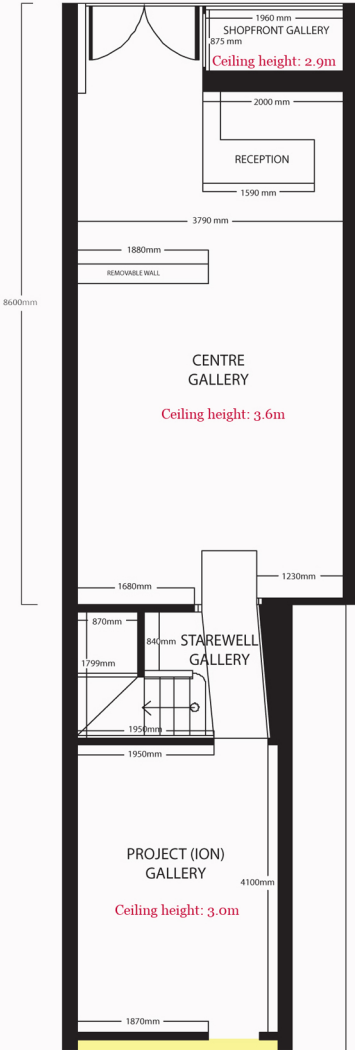 1960 mm
SHOPFRONT GALLERY
875 mm
Ceiling height: 2.9m
2000 mm
RECEPTION
1590 mm
3790 mm
1880mm
REMOVABLE WALL
8600mm
CENTRE
GALLERY
Ceiling height: 3.6m
1230mm
1680mm
870mm
840mm
STAREWELL
GALLERY
1799mm
1950mm
1950mm
PROJECT (ION)
GALLERY
4100mm
Ceiling height: 3.0m
1870mm